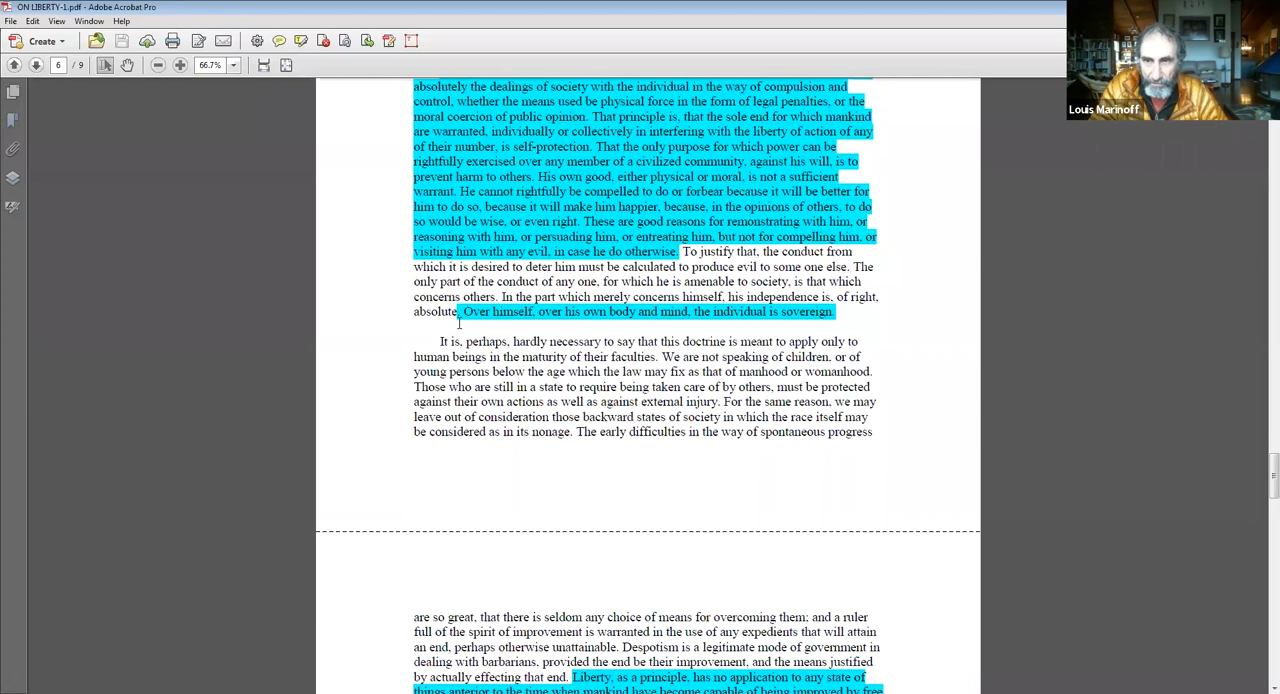 ON LIBERTY-1.pdf - Adobe Acrobat Pro
File Edit View Window Help
Create
6 / 9
66.7%
Louis Marinoff
absolutely the dealings of society with the individual in the way of compulsion and
control, whether the means used be physical force in the form of legal penalties, or the
moral coercion of public opinion. That principle is, that the sole end for which mankind
are warranted, individually or collectively in interfering with the liberty of action of any
of their number, is self-protection. That the only purpose for which power can be
rightfully exercised over any member of a civilized community, against his will, is to
prevent harm to others. His own good, either physical or moral, is not a sufficient
warrant. He cannot rightfully be compelled to do or forbear because it will be better for
him to do so, because it will make him happier, because, in the opinions of others, to do
so would be wise, or even right. These are good reasons for remonstrating with him, or
reasoning with him, or persuading him, or entreating him, but not for compelling him, or
visiting him with any evil, in case he do otherwise. To justify that, the conduct from
which it is desired to deter him must be calculated to produce evil to some one else. The
only part of the conduct of any one, for which he is amenable to society, is that which
concerns others. In the part which merely concerns himself, his independence is, of right,
absolute. Over himself, over his own body and mind, the individual is sovereign.
It is, perhaps, hardly necessary to say that this doctrine is meant to apply only to
human beings in the maturity of their faculties. We are not speaking of children, or of
young persons below the age which the law may fix as that of manhood or womanhood.
Those who are still in a state to require being taken care of by others, must be protected
against their own actions as well as against external injury. For the same reason, we may
leave out of consideration those backward states of society in which the race itself may
be considered as in its nonage. The early difficulties in the way of spontaneous progress
are so great, that there is seldom any choice of means for overcoming them; and a ruler
full of the spirit of improvement is warranted in the use of any expedients that will attain
an end, perhaps otherwise unattainable. Despotism is a legitimate mode of government in
dealing with barbarians, provided the end be their improvement, and the means justified
by actually effecting that end. Liberty, as a principle, has no application to any state of
things anterior to the time when mankind have become capable of being improved by free